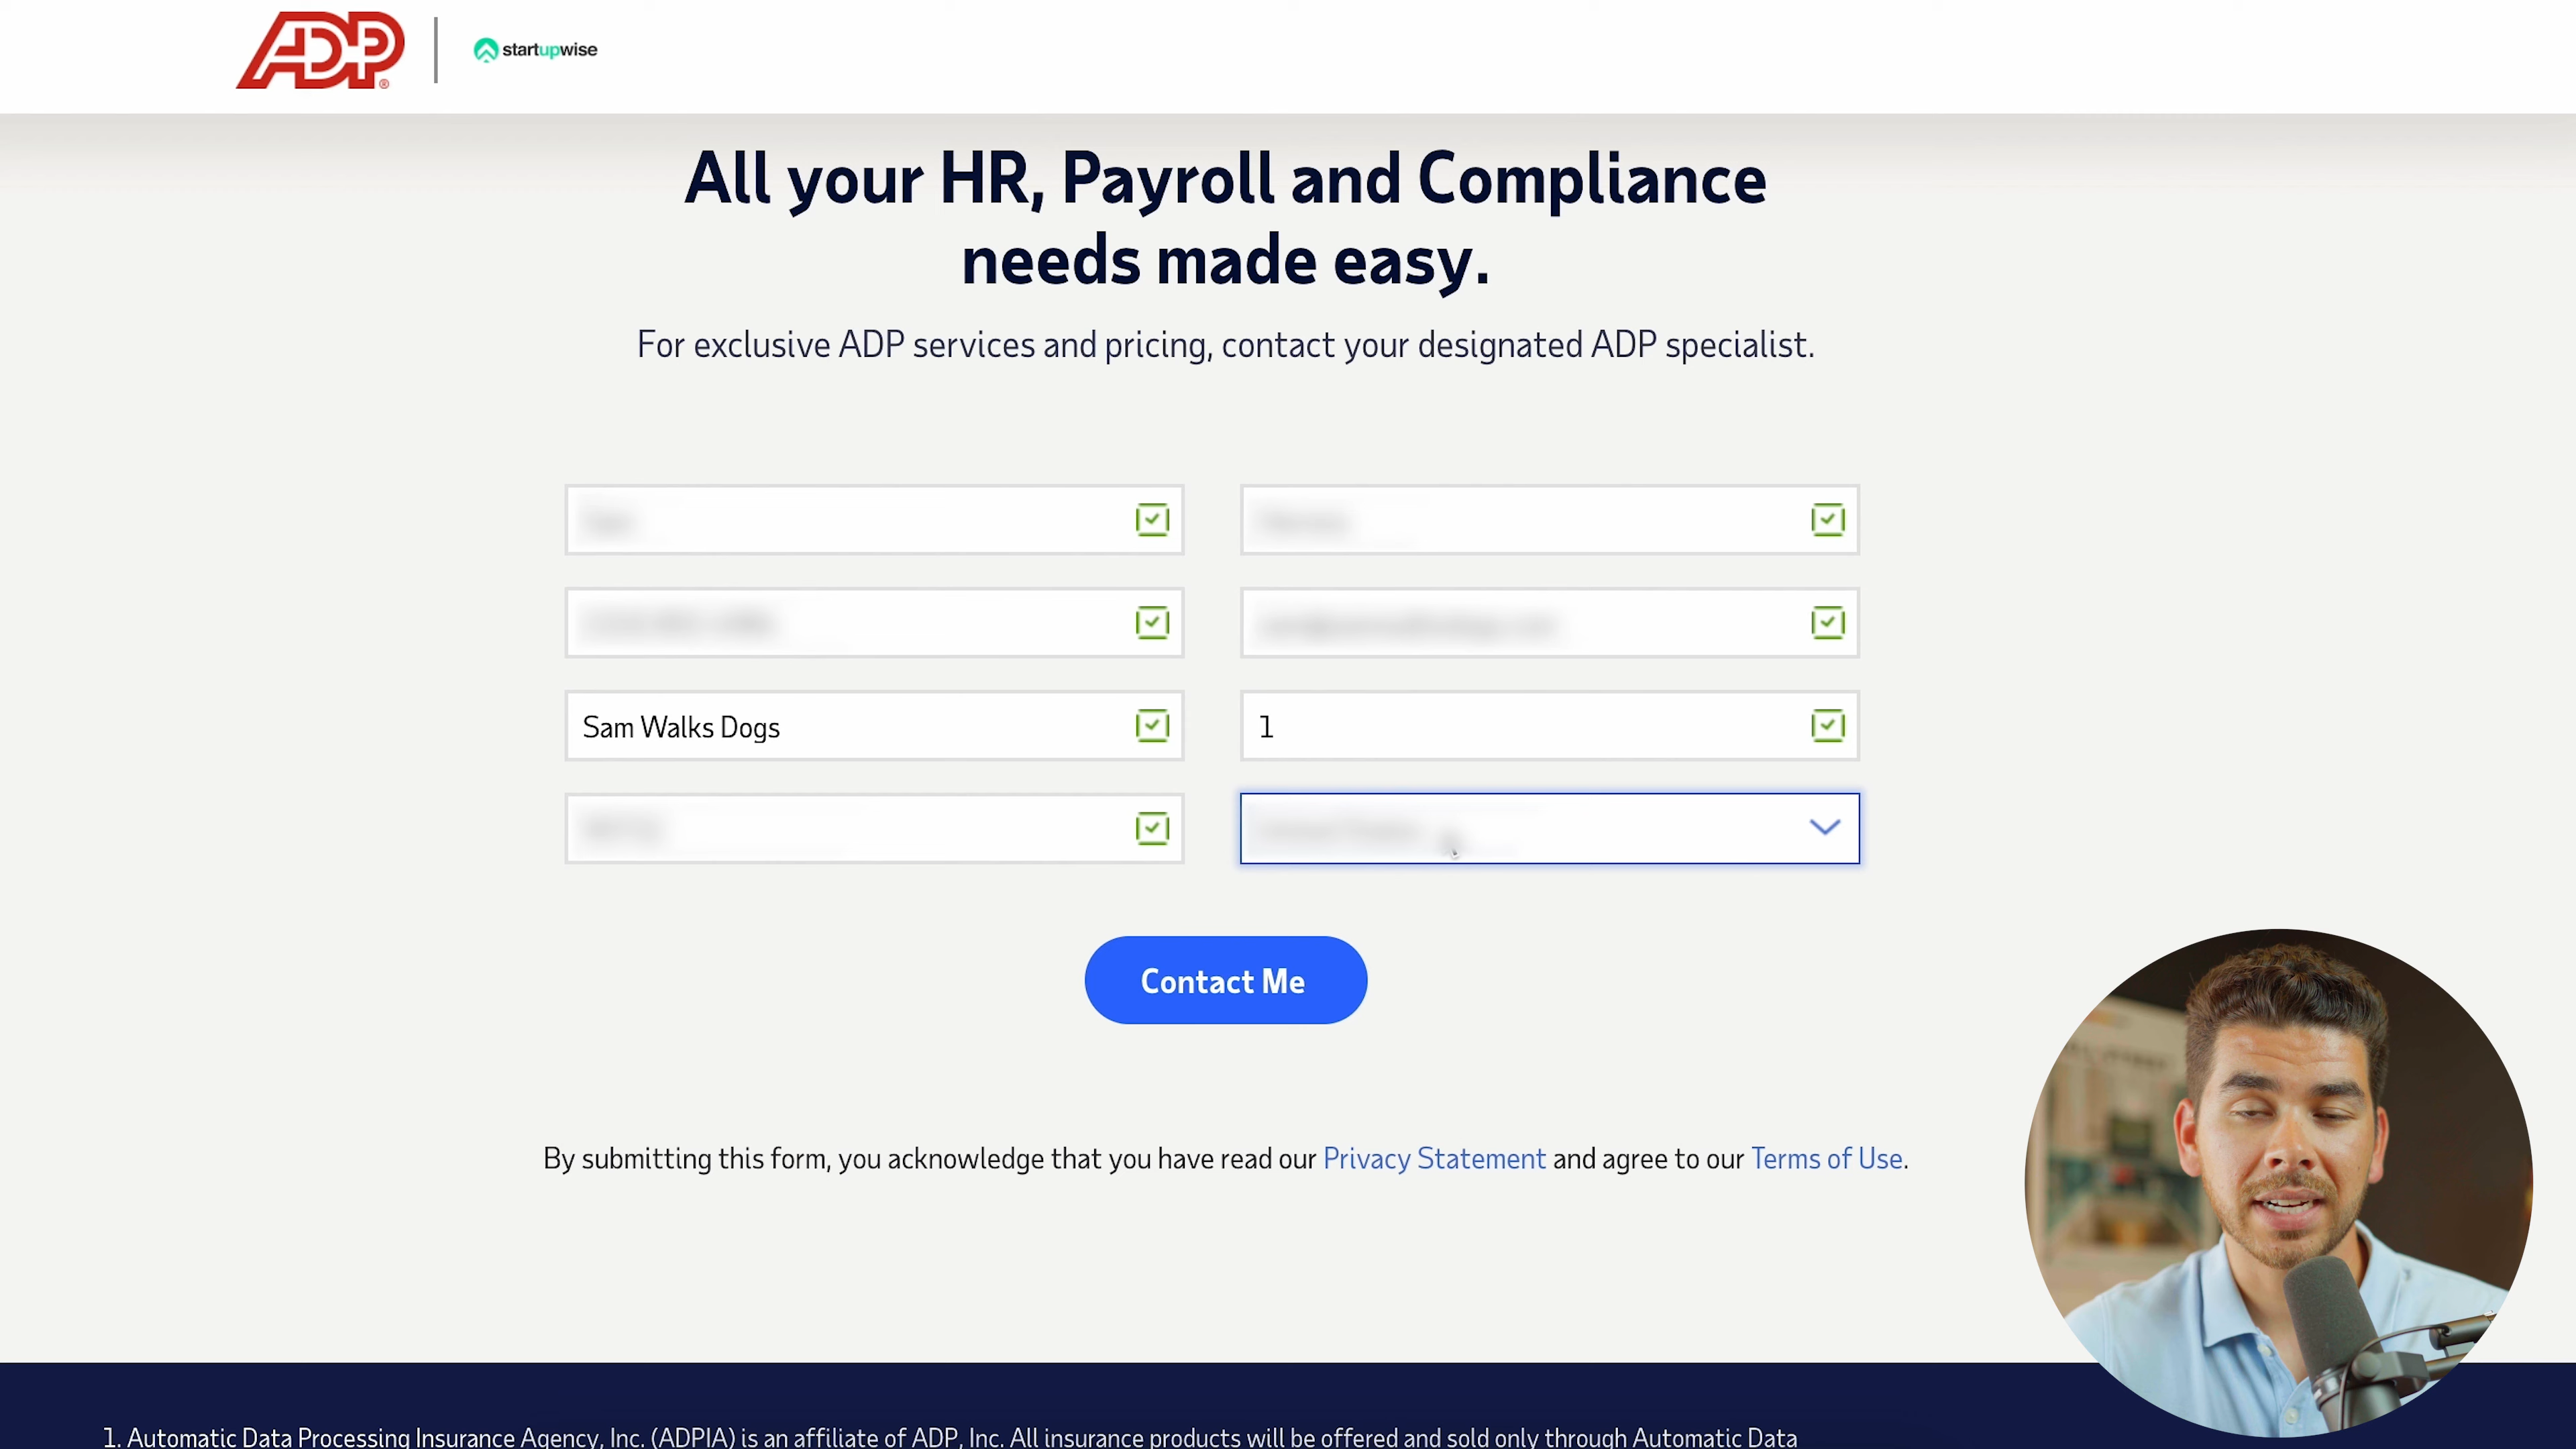 ADP
startupwise
All your HR, Payroll and Compliance
needs made easy.
For exclusive ADP services and pricing, contact your designated ADP specialist.
Sam Walks Dogs
1
Contact Me
By submitting this form, you acknowledge that you have read our Privacy Statement and agree to our Terms of Use.
1. Automatic Data Processing Insurance Agency, Inc. (ADPIA) is an affiliate of ADP, Inc. All insurance products will be offered and sold only through Automatic Data